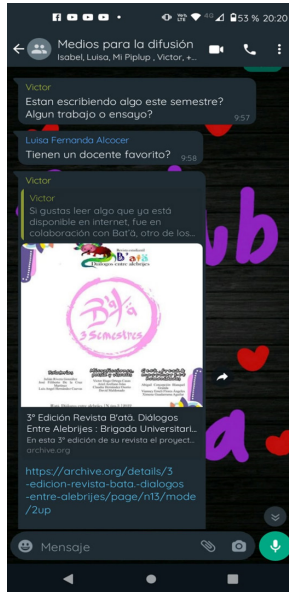 4G 53 % 20:20
Medios para la difusión
Isabel, Luisa, Mi Piplup , Victor, +...
Victor
Estan escribiendo algo este semestre?
Algun trabajo o ensayo?
9:57
Luisa Fernanda Alcocer
Tienen un docente favorito?
9:58
Victor
Victor
Si gustas leer algo que ya está
disponible en internet, fue en
colaboración con Bat'á, otro de los...
B'atä
Diálogos entre alebrijes
B'atä
3 Semestres
3° Edición Revista B'atä. Diálogos
Entre Alebrijes : Brigada Universitari...
En esta 3° edición de su revista el proyect...
archive.org
https://archive.org/details/3
-edicion-revista-bata.-dialogos
-entre-alebrijes/page/n13/mode
/2up
Mensaje